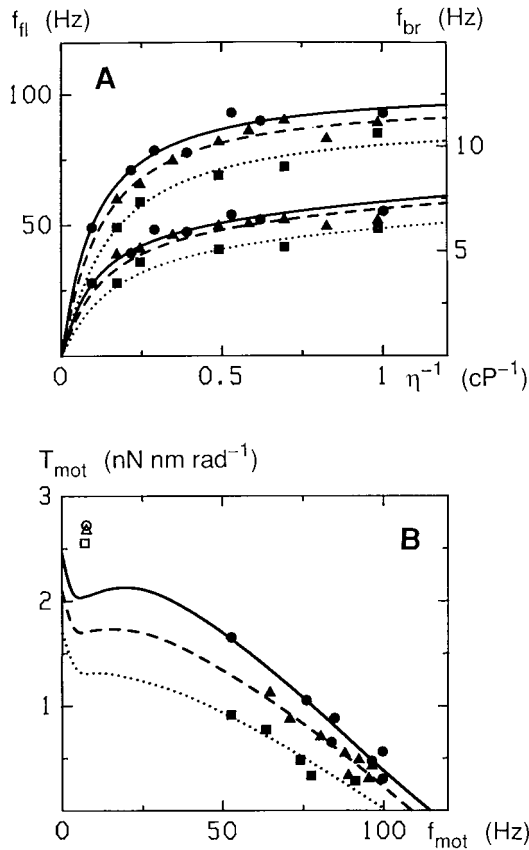 f_fl (Hz)
f_br (Hz)
A
100
50
10
5
0
0.5
1
η⁻¹ (cP⁻¹)
T_mot (nN nm rad⁻¹)
B
3
2
1
0
50
100
f_mot (Hz)